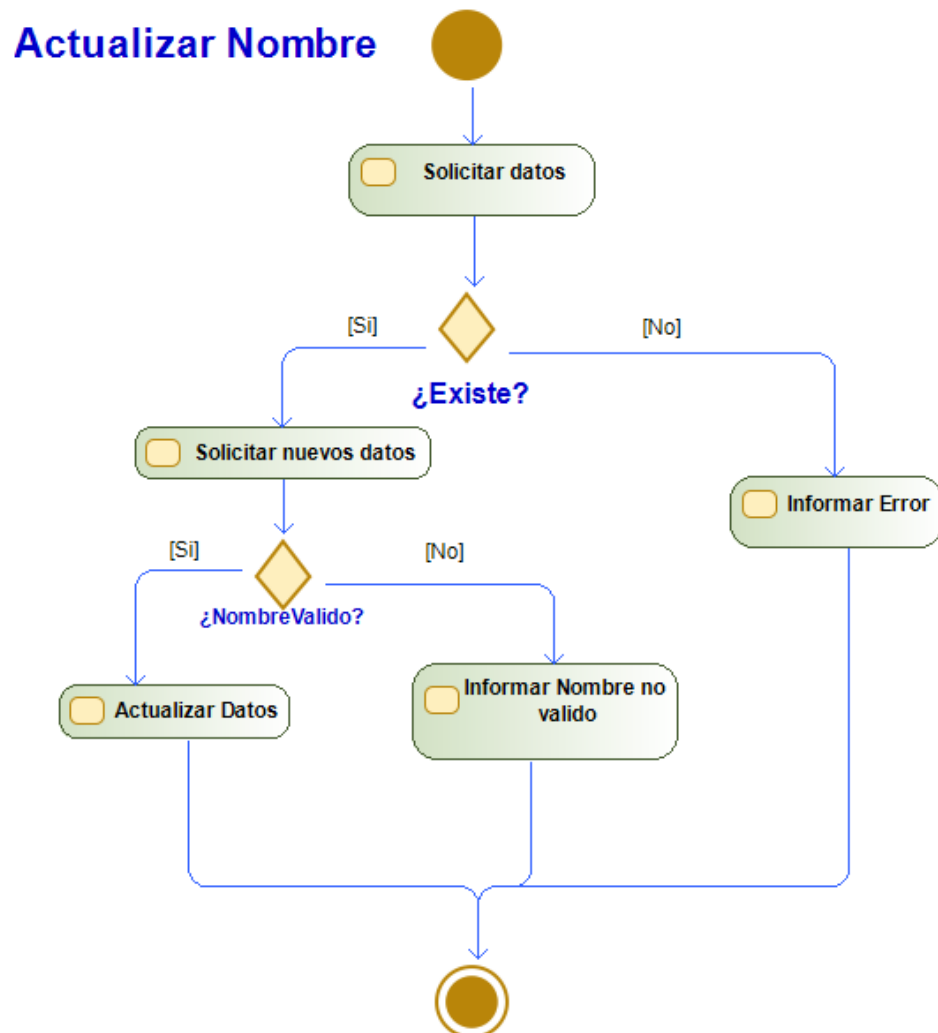 Actualizar Nombre
Solicitar datos
[Si]
[No]
¿Existe?
Solicitar nuevos datos
Informar Error
[Si]
[No]
¿NombreValido?
Actualizar Datos
Informar Nombre no
valido